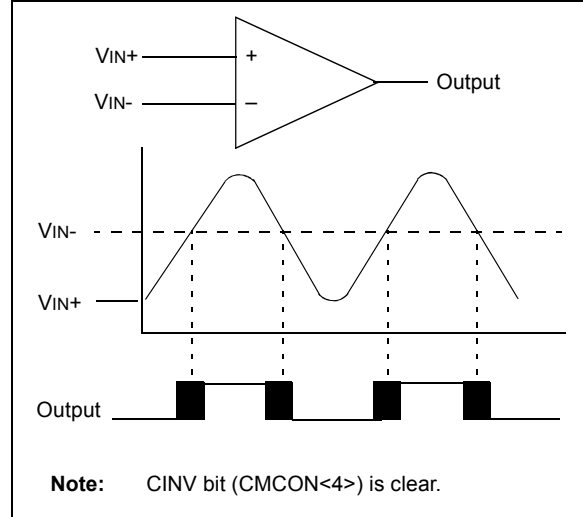 VIN+
+
Output
VIN-
–
VIN-
VIN+
Output
Note: CINV bit (CMCON<4>) is clear.